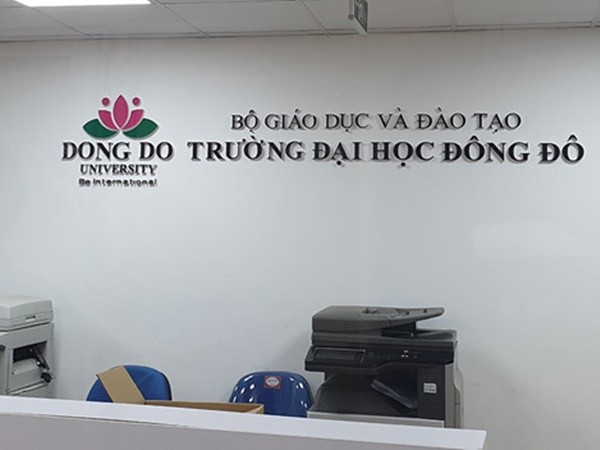 DONG DO
UNIVERSITY
Be International
BỘ GIÁO DỤC VÀ ĐÀO TẠO
TRƯỜNG ĐẠI HỌC ĐÔNG ĐÔ